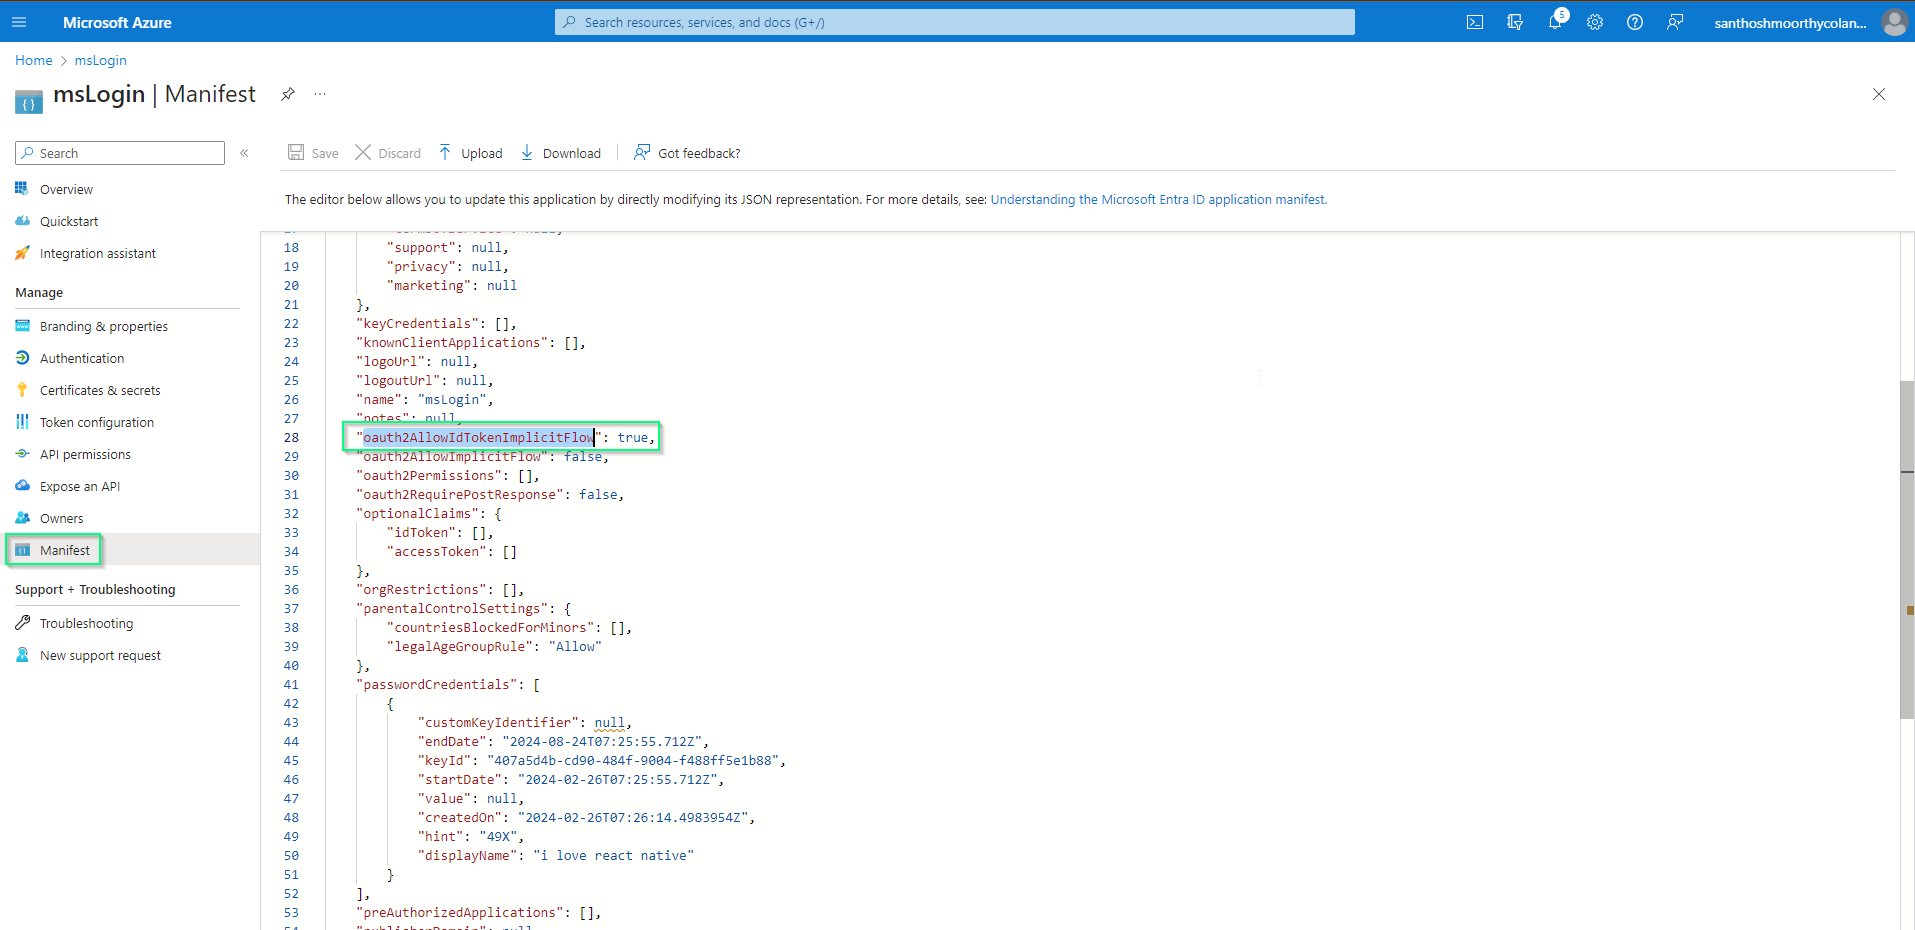 Microsoft Azure
Search resources, services, and docs (G+/)
5
santhoshmoorthycolan...
Home > msLogin
msLogin | Manifest
...
Search
«
Save
Discard
Upload
Download
Got feedback?
Overview
Quickstart
Integration assistant
Manage
Branding & properties
Authentication
Certificates & secrets
Token configuration
API permissions
Expose an API
Owners
Manifest
Support + Troubleshooting
Troubleshooting
New support request
The editor below allows you to update this application by directly modifying its JSON representation. For more details, see: Understanding the Microsoft Entra ID application manifest.
18 "support": null,
19 "privacy": null,
20 "marketing": null
21 },
22 "keyCredentials": [],
23 "knownClientApplications": [],
24 "logoUrl": null,
25 "logoutUrl": null,
26 "name": "msLogin",
27 "notes": null,
28 "oauth2AllowIdTokenImplicitFlow": true,
29 "oauth2AllowImplicitFlow": false,
30 "oauth2Permissions": [],
31 "oauth2RequirePostResponse": false,
32 "optionalClaims": {
33 "idToken": [],
34 "accessToken": []
35 },
36 "orgRestrictions": [],
37 "parentalControlSettings": {
38 "countriesBlockedForMinors": [],
39 "legalAgeGroupRule": "Allow"
40 },
41 "passwordCredentials": [
42 {
43 "customKeyIdentifier": null,
44 "endDate": "2024-08-24T07:25:55.712Z",
45 "keyId": "407a5d4b-cd90-484f-9004-f488ff5e1b88",
46 "startDate": "2024-02-26T07:25:55.712Z",
47 "value": null,
48 "createdOn": "2024-02-26T07:26:14.4983954Z",
49 "hint": "49X",
50 "displayName": "i love react native"
51 }
52 ],
53 "preAuthorizedApplications": [],